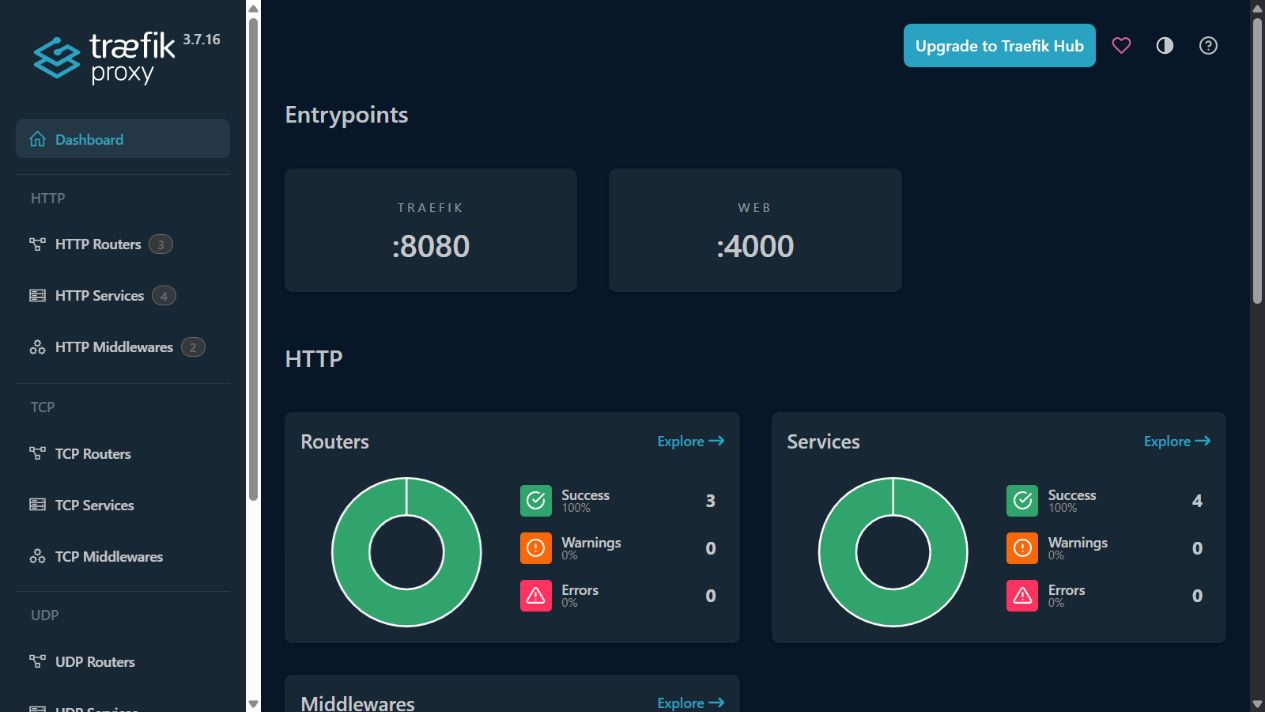 træfik 3.7.16
proxy
Dashboard
HTTP
HTTP Routers 3
HTTP Services 4
HTTP Middlewares 2
TCP
TCP Routers
TCP Services
TCP Middlewares
UDP
UDP Routers
UDP Services
Upgrade to Traefik Hub
Entrypoints
TRAEFIK
:8080
WEB
:4000
HTTP
Routers
Explore
Success
100%
3
Warnings
0%
0
Errors
0%
0
Services
Explore
Success
100%
4
Warnings
0%
0
Errors
0%
0
Middlewares
Explore